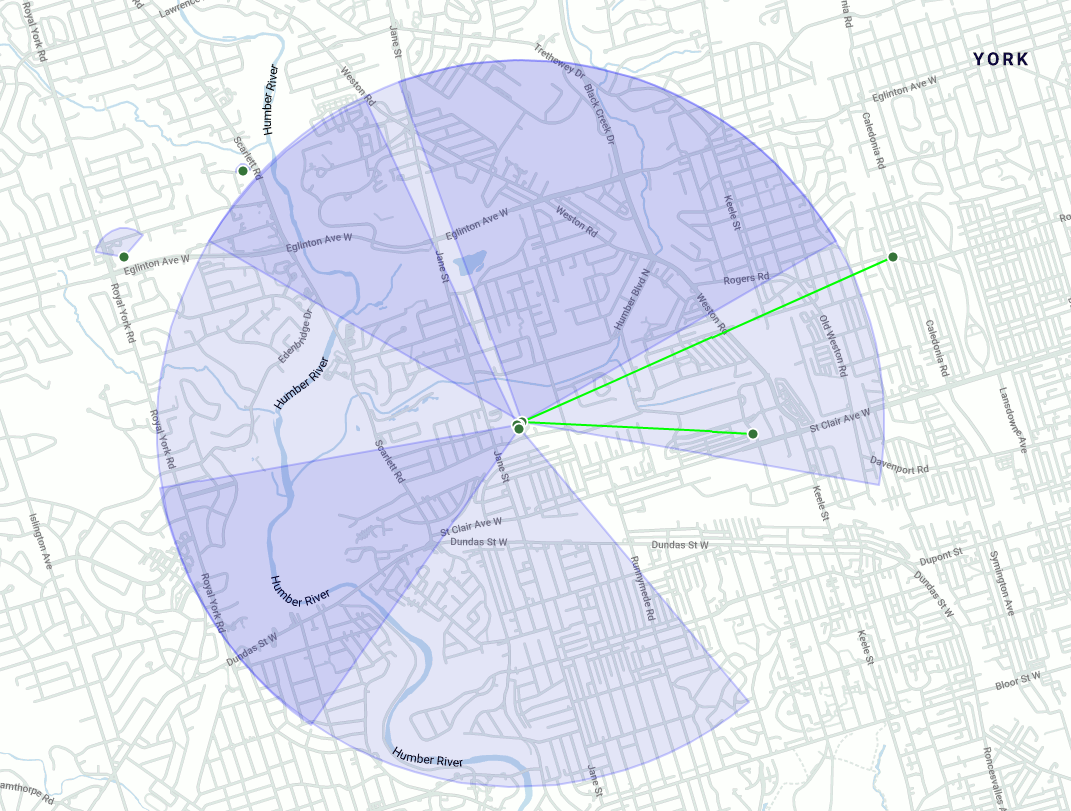 Lawrence
Royal York Rd
Jane St
Trethewey Dr
YORK
Weston Rd
Humber River
Black Creek Dr
Eglinton Ave W
Caledonia Rd
Scarlett Rd
Keele St
Eglinton Ave W
Weston Rd
Eglinton Ave W
Eglinton Ave W
Jane St
Rogers Rd
Humber Blvd N
Weston Rd
Royal York Rd
Edenbridge Dr
Old Weston Rd
Caledonia Rd
Humber River
Lansdowne Ave
St Clair Ave W
Royal York Rd
Scarlett Rd
Jane St
Davenport Rd
Keele St
St Clair Ave W
Islington Ave
Dundas St W
Dundas St W
Dupont St
Symington Ave
Humber River
Royal York Rd
Runnymede Rd
Dundas St W
Dundas St W
Keele St
Bloor St W
Humber River
Jane St
Roncesvalles A
amthorpe Rd